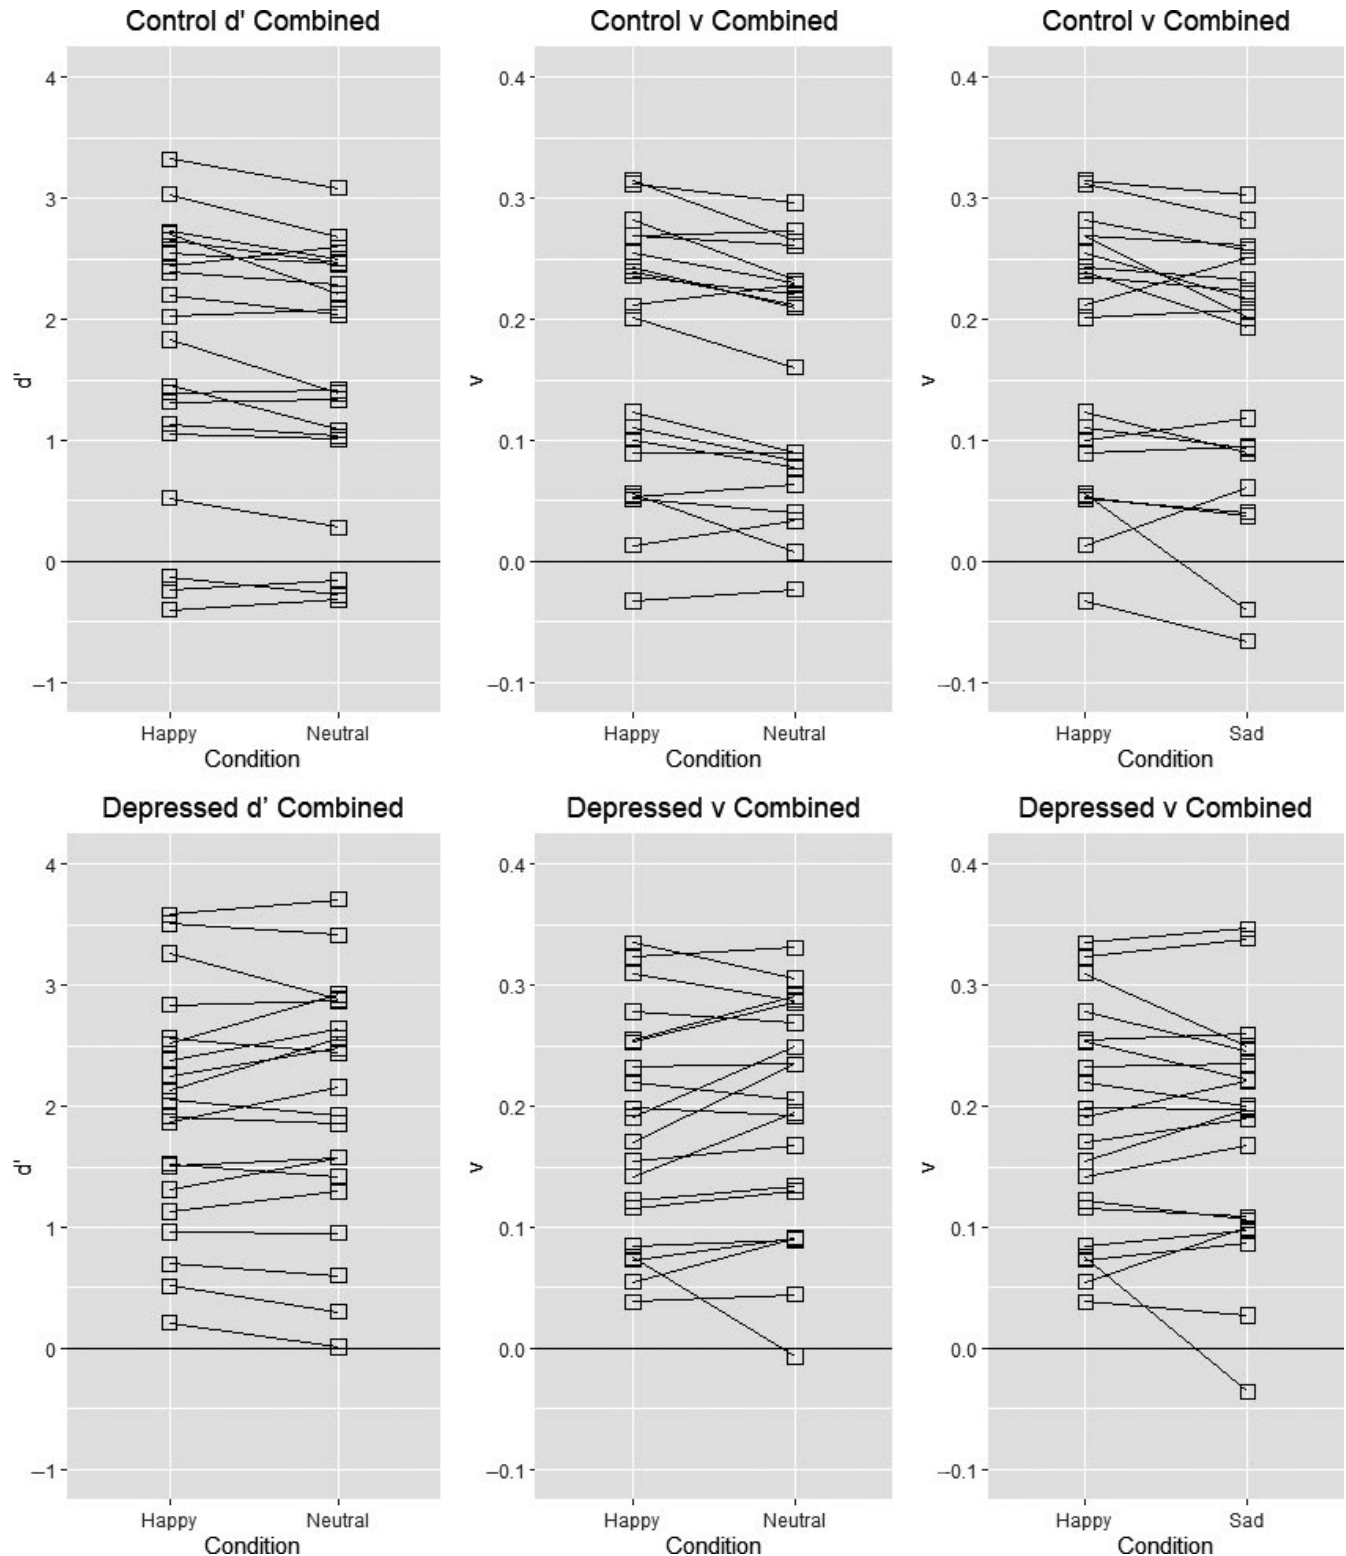 Control d' Combined
4
3
2
1
0
–1
d'
Happy Neutral
Condition
Control v Combined
0.4
0.3
0.2
0.1
0.0
–0.1
v
Happy Neutral
Condition
Control v Combined
0.4
0.3
0.2
0.1
0.0
–0.1
v
Happy Sad
Condition
Depressed d’ Combined
4
3
2
1
0
–1
d'
Happy Neutral
Condition
Depressed v Combined
0.4
0.3
0.2
0.1
0.0
–0.1
v
Happy Neutral
Condition
Depressed v Combined
0.4
0.3
0.2
0.1
0.0
–0.1
v
Happy Sad
Condition